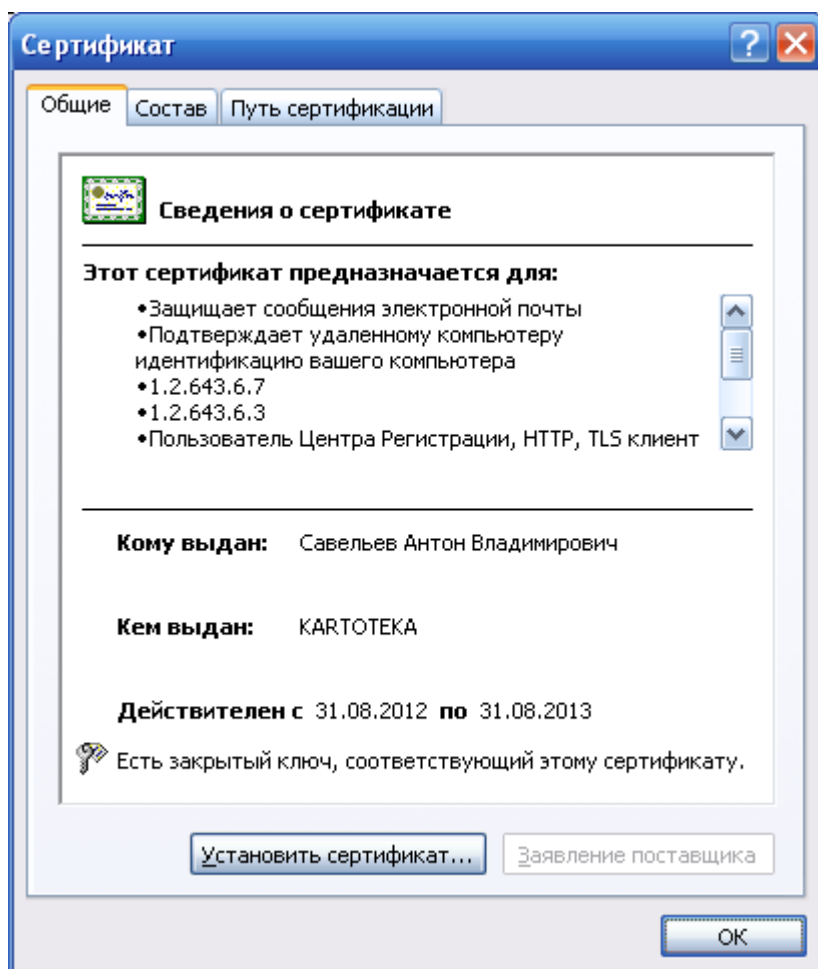 Сертификат
Общие Состав Путь сертификации
Сведения о сертификате
Этот сертификат предназначается для:
•Защищает сообщения электронной почты
•Подтверждает удаленному компьютеру
идентификацию вашего компьютера
•1.2.643.6.7
•1.2.643.6.3
•Пользователь Центра Регистрации, HTTP, TLS клиент
Кому выдан: Савельев Антон Владимирович
Кем выдан: KARTOTEKA
Действителен с 31.08.2012 по 31.08.2013
Есть закрытый ключ, соответствующий этому сертификату.
Установить сертификат... Заявление поставщика
ОК